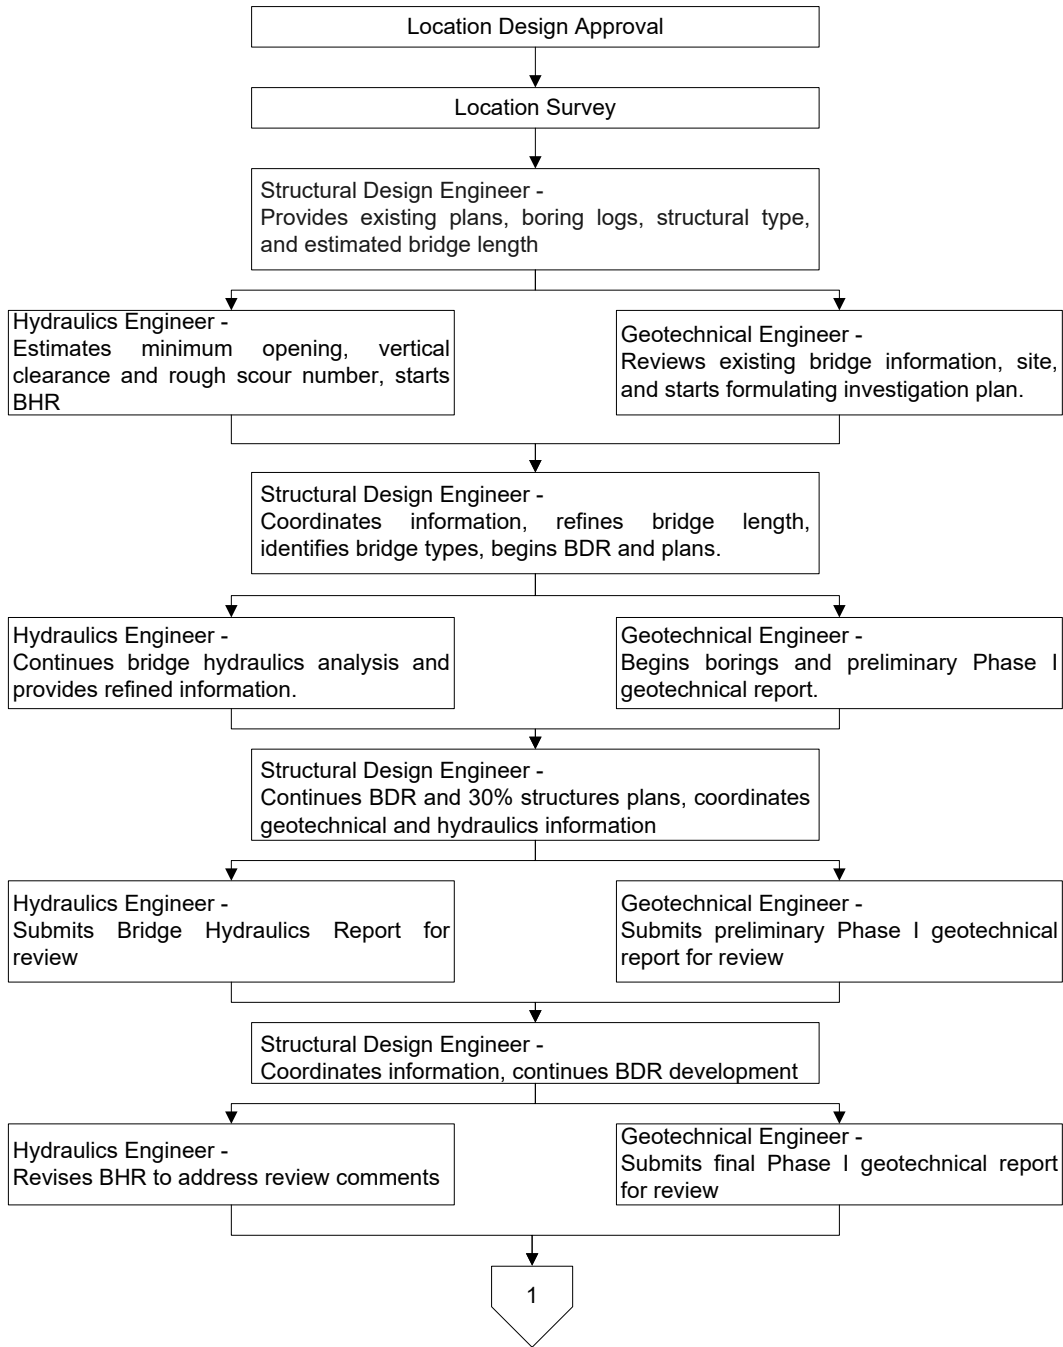 Location Design Approval
Location Survey
Structural Design Engineer -
Provides existing plans, boring logs, structural type,
and estimated bridge length
Hydraulics Engineer -
Estimates minimum opening, vertical
clearance and rough scour number, starts
BHR
Geotechnical Engineer -
Reviews existing bridge information, site,
and starts formulating investigation plan.
Structural Design Engineer -
Coordinates information, refines bridge length,
identifies bridge types, begins BDR and plans.
Hydraulics Engineer -
Continues bridge hydraulics analysis and
provides refined information.
Geotechnical Engineer -
Begins borings and preliminary Phase I
geotechnical report.
Structural Design Engineer -
Continues BDR and 30% structures plans, coordinates
geotechnical and hydraulics information
Hydraulics Engineer -
Submits Bridge Hydraulics Report for
review
Geotechnical Engineer -
Submits preliminary Phase I geotechnical
report for review
Structural Design Engineer -
Coordinates information, continues BDR development
Hydraulics Engineer -
Revises BHR to address review comments
Geotechnical Engineer -
Submits final Phase I geotechnical report
for review
1